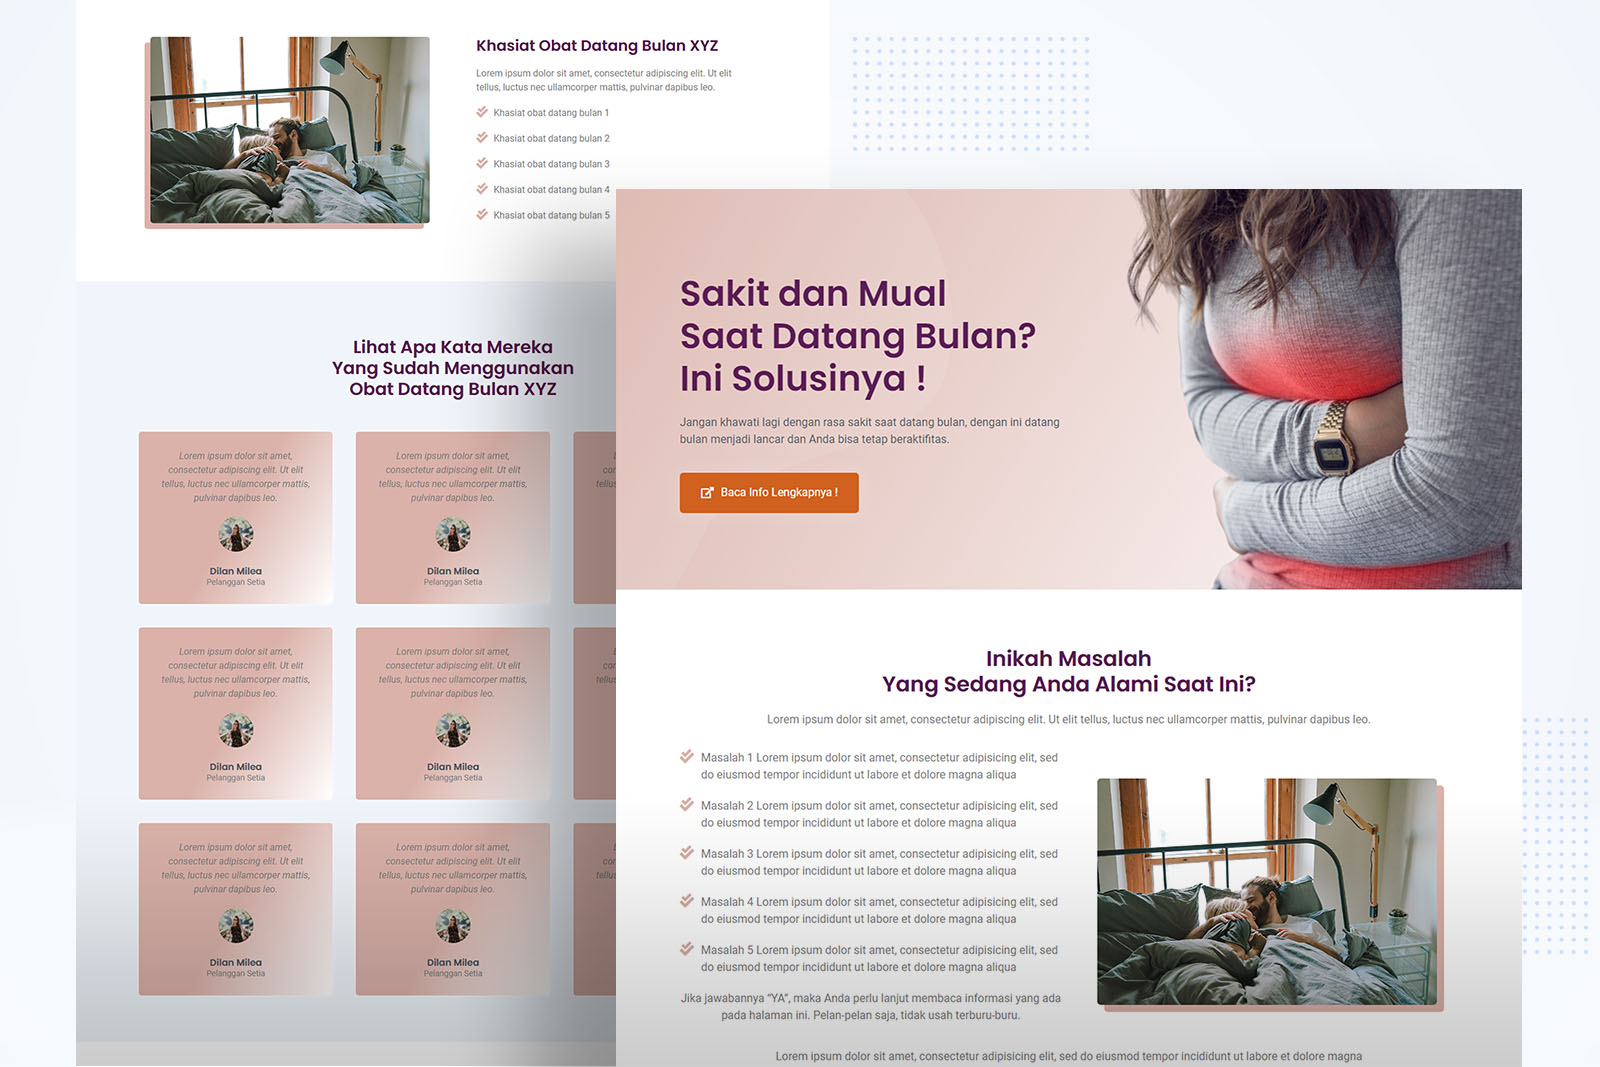 Khasiat Obat Datang Bulan XYZ
Lorem ipsum dolor sit amet, consectetur adipiscing elit. Ut elit
tellus, luctus nec ullamcorper mattis, pulvinar dapibus leo.
Khasiat obat datang bulan 1
Khasiat obat datang bulan 2
Khasiat obat datang bulan 3
Khasiat obat datang bulan 4
Khasiat obat datang bulan 5
Lihat Apa Kata Mereka
Yang Sudah Menggunakan
Obat Datang Bulan XYZ
Lorem ipsum dolor sit amet,
consectetur adipiscing elit. Ut elit
tellus, luctus nec ullamcorper mattis,
pulvinar dapibus leo.
Dilan Milea
Pelanggan Setia
Lorem ipsum dolor sit amet,
consectetur adipiscing elit. Ut elit
tellus, luctus nec ullamcorper mattis,
pulvinar dapibus leo.
Dilan Milea
Pelanggan Setia
Lorem ipsum dolor sit amet,
consectetur adipiscing elit. Ut elit
tellus, luctus nec ullamcorper mattis,
pulvinar dapibus leo.
Dilan Milea
Pelanggan Setia
Lorem ipsum dolor sit amet,
consectetur adipiscing elit. Ut elit
tellus, luctus nec ullamcorper mattis,
pulvinar dapibus leo.
Dilan Milea
Pelanggan Setia
Lorem ipsum dolor sit amet,
consectetur adipiscing elit. Ut elit
tellus, luctus nec ullamcorper mattis,
pulvinar dapibus leo.
Dilan Milea
Pelanggan Setia
Lorem ipsum dolor sit amet,
consectetur adipiscing elit. Ut elit
tellus, luctus nec ullamcorper mattis,
pulvinar dapibus leo.
Dilan Milea
Pelanggan Setia
Sakit dan Mual
Saat Datang Bulan?
Ini Solusinya !
Jangan khawati lagi dengan rasa sakit saat datang bulan, dengan ini datang
bulan menjadi lancar dan Anda bisa tetap beraktifitas.
Baca Info Lengkapnya !
Inikah Masalah
Yang Sedang Anda Alami Saat Ini?
Lorem ipsum dolor sit amet, consectetur adipiscing elit. Ut elit tellus, luctus nec ullamcorper mattis, pulvinar dapibus leo.
Masalah 1 Lorem ipsum dolor sit amet, consectetur adipisicing elit, sed
do eiusmod tempor incididunt ut labore et dolore magna aliqua
Masalah 2 Lorem ipsum dolor sit amet, consectetur adipisicing elit, sed
do eiusmod tempor incididunt ut labore et dolore magna aliqua
Masalah 3 Lorem ipsum dolor sit amet, consectetur adipisicing elit, sed
do eiusmod tempor incididunt ut labore et dolore magna aliqua
Masalah 4 Lorem ipsum dolor sit amet, consectetur adipisicing elit, sed
do eiusmod tempor incididunt ut labore et dolore magna aliqua
Masalah 5 Lorem ipsum dolor sit amet, consectetur adipisicing elit, sed
do eiusmod tempor incididunt ut labore et dolore magna aliqua
Jika jawabannya “YA”, maka Anda perlu lanjut membaca informasi yang ada
pada halaman ini. Pelan-pelan saja, tidak usah terburu-buru.
Lorem ipsum dolor sit amet, consectetur adipisicing elit, sed do eiusmod tempor incididunt ut labore et dolore magna